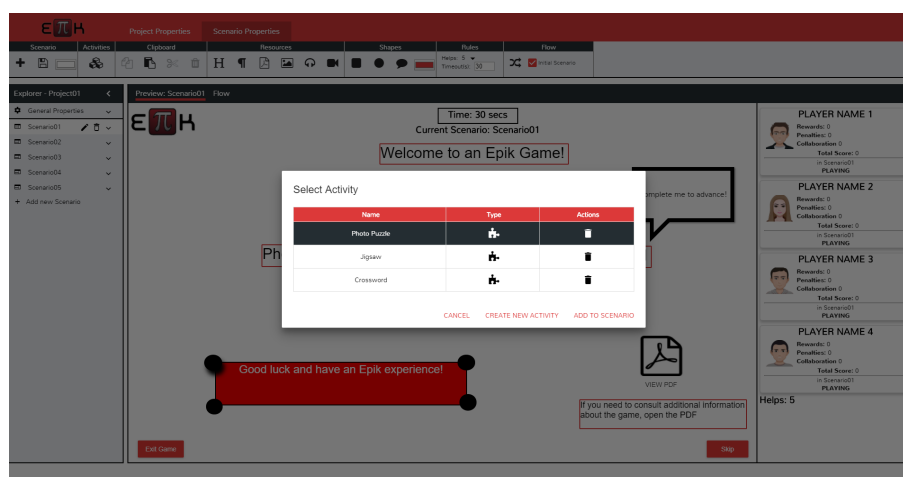 EπK
Project Properties
Scenario Properties
Scenario
Activities
Clipboard
Resources
Shapes
Rules
Flow
Helps: 5
Timeout(s): 30
Initial Scenario
Explorer - Project01
General Properties
Scenario01
Scenario02
Scenario03
Scenario04
Scenario05
+ Add new Scenario
Preview: Scenario01
Flow
EπK
Time: 30 secs
Current Scenario: Scenario01
Welcome to an Epik Game!
omplete me to advance!
Ph
Select Activity
Name Type Actions
Photo Puzzle
Jigsaw
Crossword
CANCEL CREATE NEW ACTIVITY ADD TO SCENARIO
Good luck and have an Epik experience!
VIEW PDF
If you need to consult additional information
about the game, open the PDF
Exit Game
Skip
PLAYER NAME 1
Rewards: 0
Penalties: 0
Collaboration 0
Total Score: 0
in Scenario01
PLAYING
PLAYER NAME 2
Rewards: 0
Penalties: 0
Collaboration 0
Total Score: 0
in Scenario01
PLAYING
PLAYER NAME 3
Rewards: 0
Penalties: 0
Collaboration 0
Total Score: 0
in Scenario01
PLAYING
PLAYER NAME 4
Rewards: 0
Penalties: 0
Collaboration 0
Total Score: 0
in Scenario01
PLAYING
Helps: 5